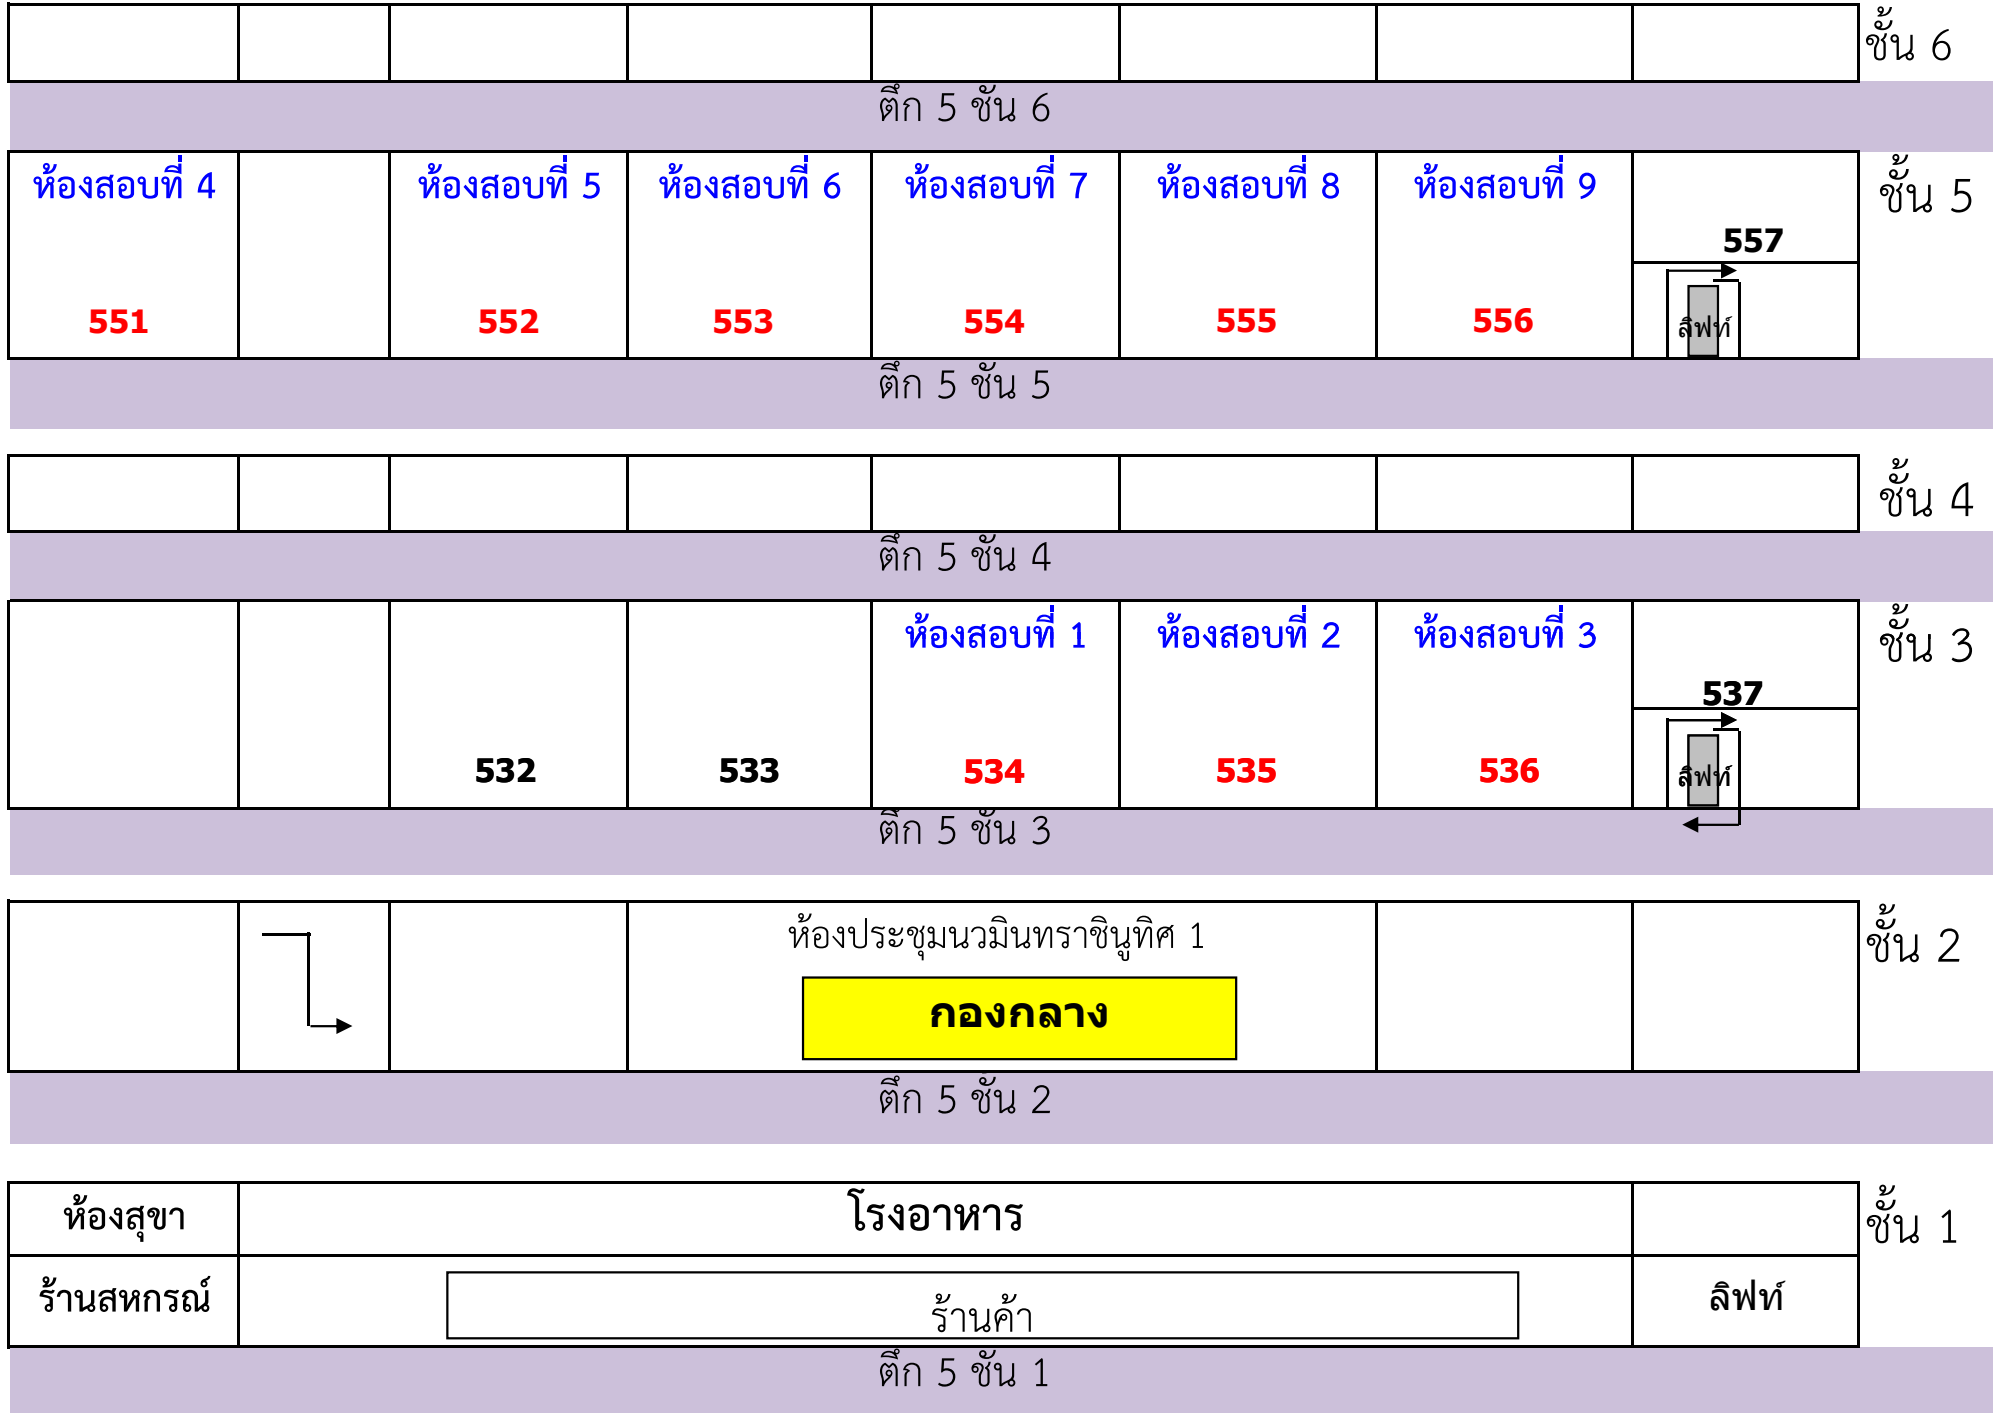 ชั้น 6
ตึก 5 ชั้น 6
ห้องสอบที่ 4 ห้องสอบที่ 5 ห้องสอบที่ 6 ห้องสอบที่ 7 ห้องสอบที่ 8 ห้องสอบที่ 9 ชั้น 5
557
551 552 553 554 555 556 ลิฟท์
ตึก 5 ชั้น 5
ชั้น 4
ตึก 5 ชั้น 4
ห้องสอบที่ 1 ห้องสอบที่ 2 ห้องสอบที่ 3 ชั้น 3
537
532 533 534 535 536 ลิฟท์
ตึก 5 ชั้น 3
ห้องประชุมนวมินทราชินูทิศ 1 ชั้น 2
กองกลาง
ตึก 5 ชั้น 2
ห้องสุขา โรงอาหาร ชั้น 1
ร้านสหกรณ์ ร้านค้า ลิฟท์
ตึก 5 ชั้น 1